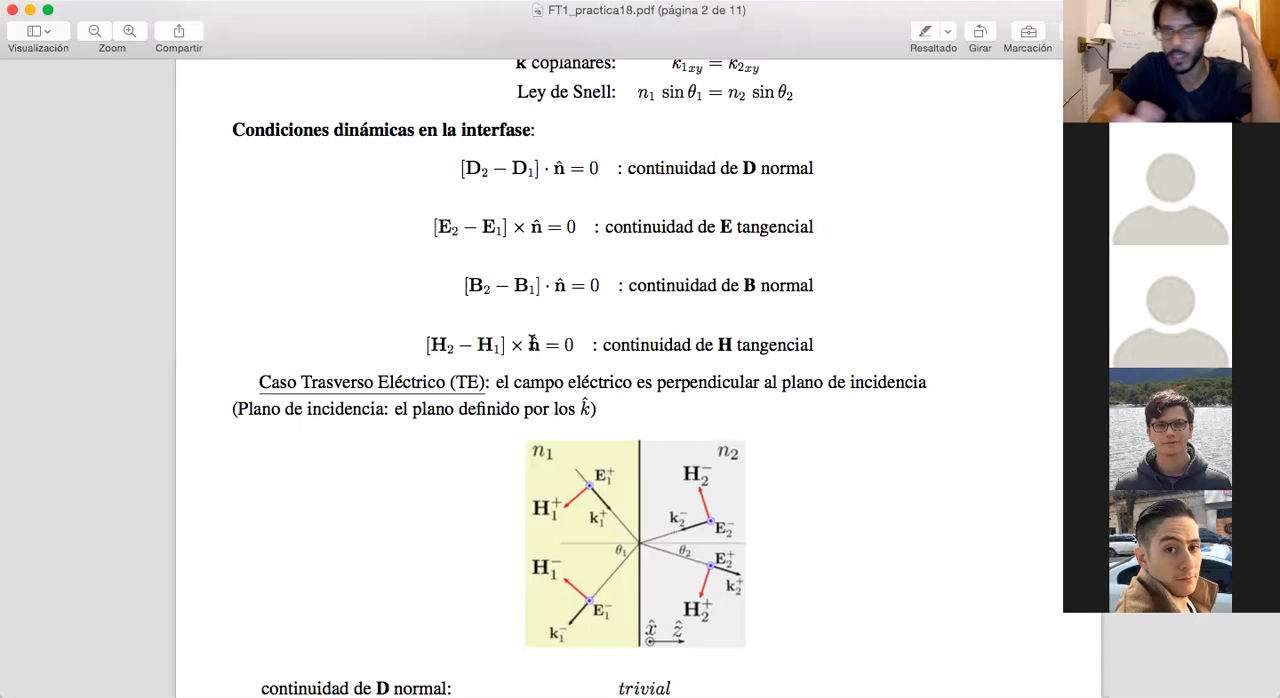 FT1_practica18.pdf (página 2 de 11)
Visualización
Zoom
Compartir
Resaltado
Girar
Marcación
k coplanares: κ₁xy = κ₂xy
Ley de Snell: n₁ sin θ₁ = n₂ sin θ₂
Condiciones dinámicas en la interfase:
[D₂ − D₁] · n̂ = 0 : continuidad de D normal
[E₂ − E₁] × n̂ = 0 : continuidad de E tangencial
[B₂ − B₁] · n̂ = 0 : continuidad de B normal
[H₂ − H₁] × n̂ = 0 : continuidad de H tangencial
Caso Trasverso Eléctrico (TE): el campo eléctrico es perpendicular al plano de incidencia
(Plano de incidencia: el plano definido por los k̂)
n₁ n₂
E₁⁺ H₂⁻
H₁⁺ k₁⁺ k₂⁻ E₂⁻
θ₁ θ₂ E₂⁺
H₁⁻ k₂⁺
E₁⁻ H₂⁺
k₁⁻ x̂ ẑ
continuidad de D normal: trivial